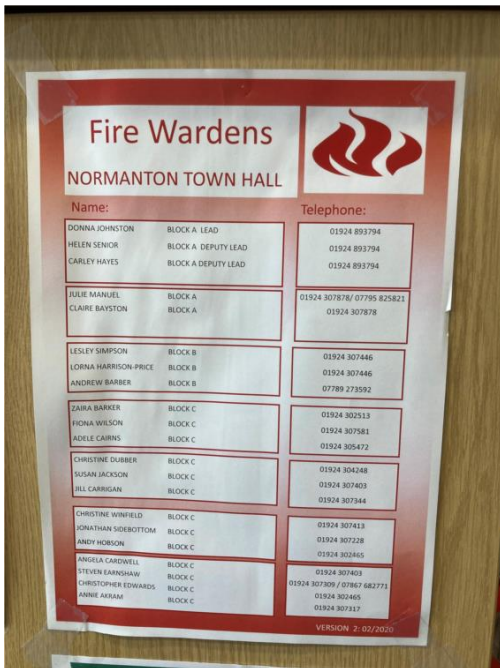 Fire Wardens
NORMANTON TOWN HALL
Name: Telephone:
DONNA JOHNSTON BLOCK A LEAD 01924 893794
HELEN SENIOR BLOCK A DEPUTY LEAD 01924 893794
CARLEY HAYES BLOCK A DEPUTY LEAD 01924 893794
JULIE MANUEL BLOCK A 01924 307878/ 07795 825821
CLAIRE BAYSTON BLOCK A 01924 307878
LESLEY SIMPSON BLOCK B 01924 307446
LORNA HARRISON-PRICE BLOCK B 01924 307446
ANDREW BARBER BLOCK B 07789 273592
ZAIRA BARKER BLOCK C 01924 302513
FIONA WILSON BLOCK C 01924 307581
ADELE CAIRNS BLOCK C 01924 305472
CHRISTINE DUBBER BLOCK C 01924 304248
SUSAN JACKSON BLOCK C 01924 307403
JILL CARRIGAN BLOCK C 01924 307344
CHRISTINE WINFIELD BLOCK C 01924 307413
JONATHAN SIDEBOTTOM BLOCK C 01924 307228
ANDY HOBSON BLOCK C 01924 302465
ANGELA CARDWELL BLOCK C 01924 307403
STEVEN EARNSHAW BLOCK C 01924 307309 / 07867 682771
CHRISTOPHER EDWARDS BLOCK C 01924 302465
ANNIE AKRAM BLOCK C 01924 307317
VERSION 2: 02/2020